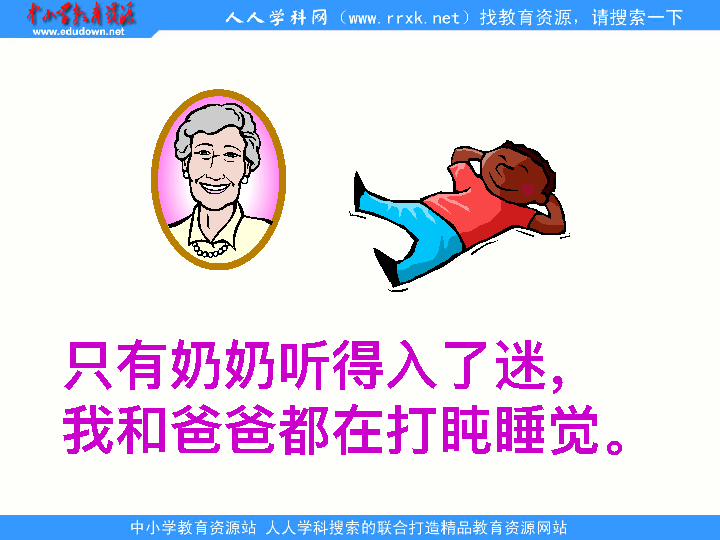 中小学教育资源
www.edudown.net
人人学科网（www.rrxk.net）找教育资源，请搜索一下
只有奶奶听得入了迷，
我和爸爸都在打盹睡觉。
中小学教育资源站 人人学科搜索的联合打造精品教育资源网站